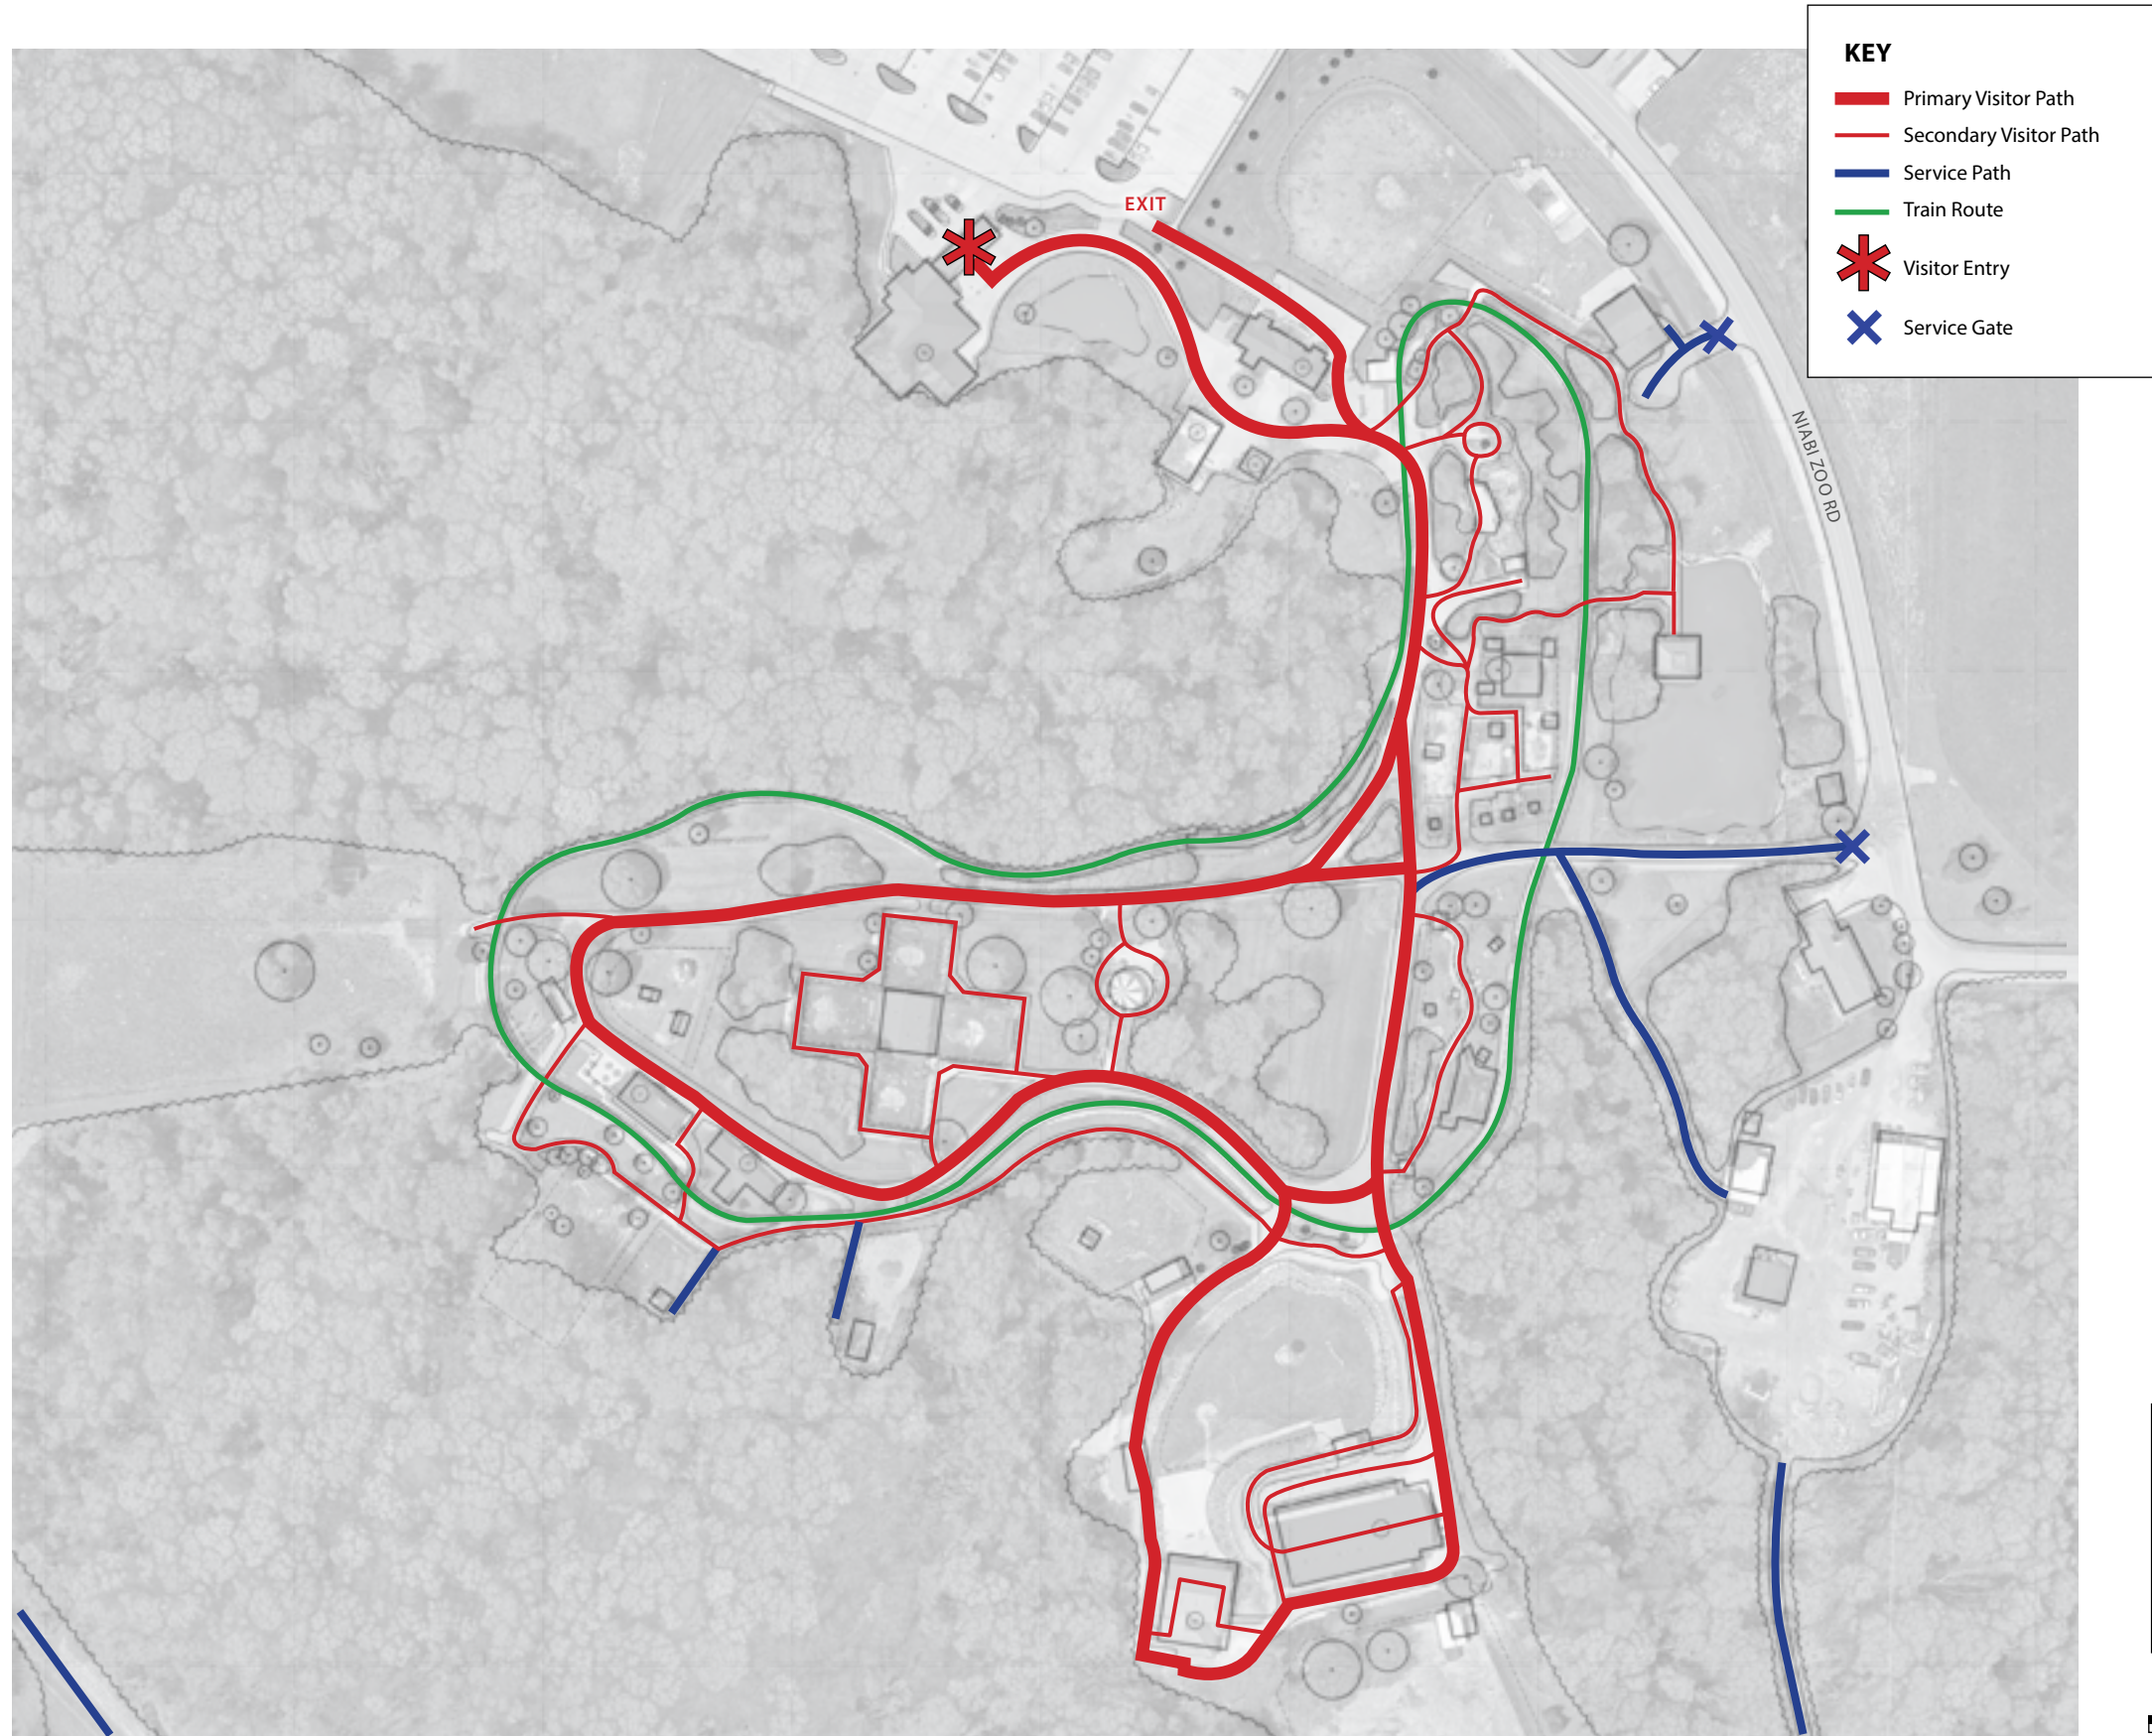 KEY
Primary Visitor Path
Secondary Visitor Path
Service Path
Train Route
Visitor Entry
Service Gate
EXIT
NIABI ZOO RD